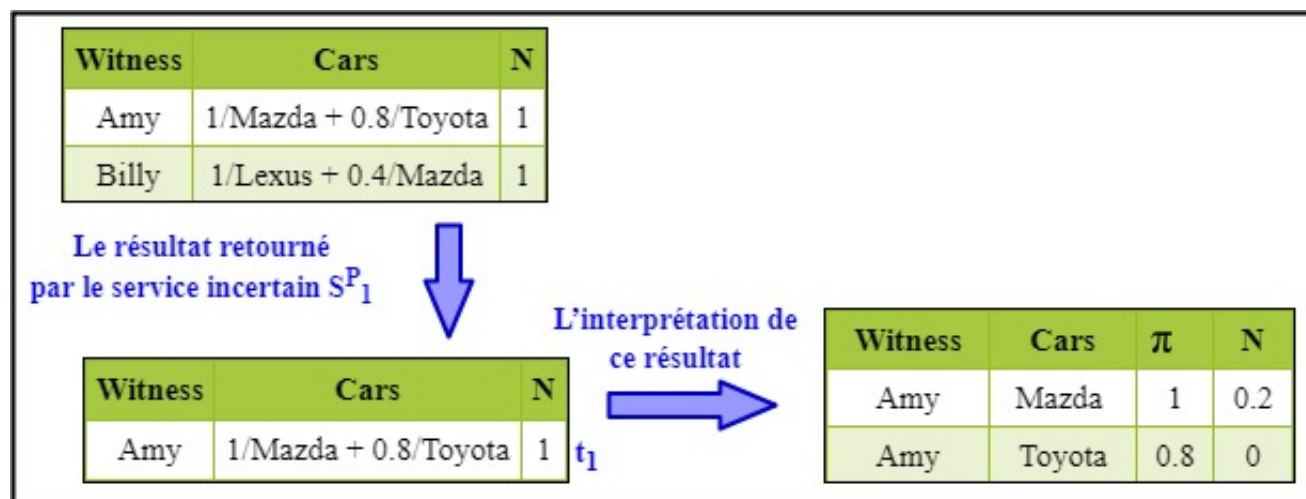 Witness Cars N
Amy 1/Mazda + 0.8/Toyota 1
Billy 1/Lexus + 0.4/Mazda 1
Le résultat retourné
par le service incertain S^P_1
L'interprétation de
ce résultat
Witness Cars N
Amy 1/Mazda + 0.8/Toyota 1 t_1
Witness Cars π N
Amy Mazda 1 0.2
Amy Toyota 0.8 0